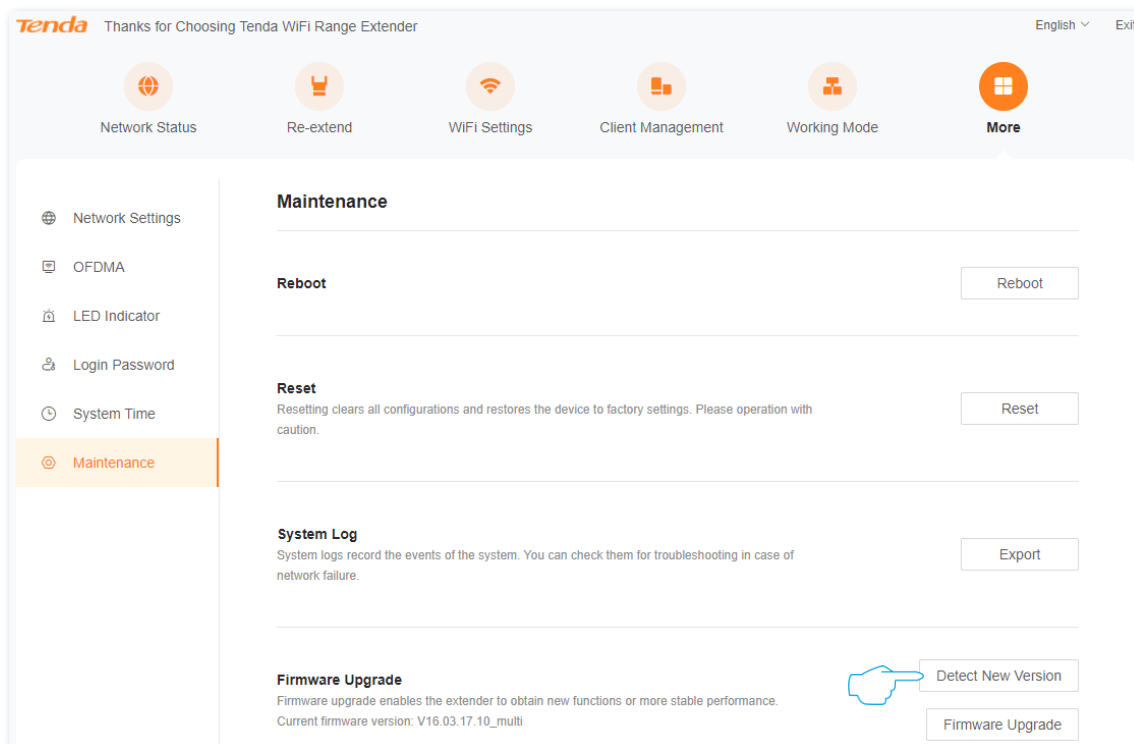 Tenda Thanks for Choosing Tenda WiFi Range Extender English Exit
Network Status Re-extend WiFi Settings Client Management Working Mode More
Network Settings
OFDMA
LED Indicator
Login Password
System Time
Maintenance
Maintenance
Reboot Reboot
Reset
Resetting clears all configurations and restores the device to factory settings. Please operation with
caution.
Reset
System Log
System logs record the events of the system. You can check them for troubleshooting in case of
network failure.
Export
Firmware Upgrade
Firmware upgrade enables the extender to obtain new functions or more stable performance.
Current firmware version: V16.03.17.10_multi
Detect New Version
Firmware Upgrade